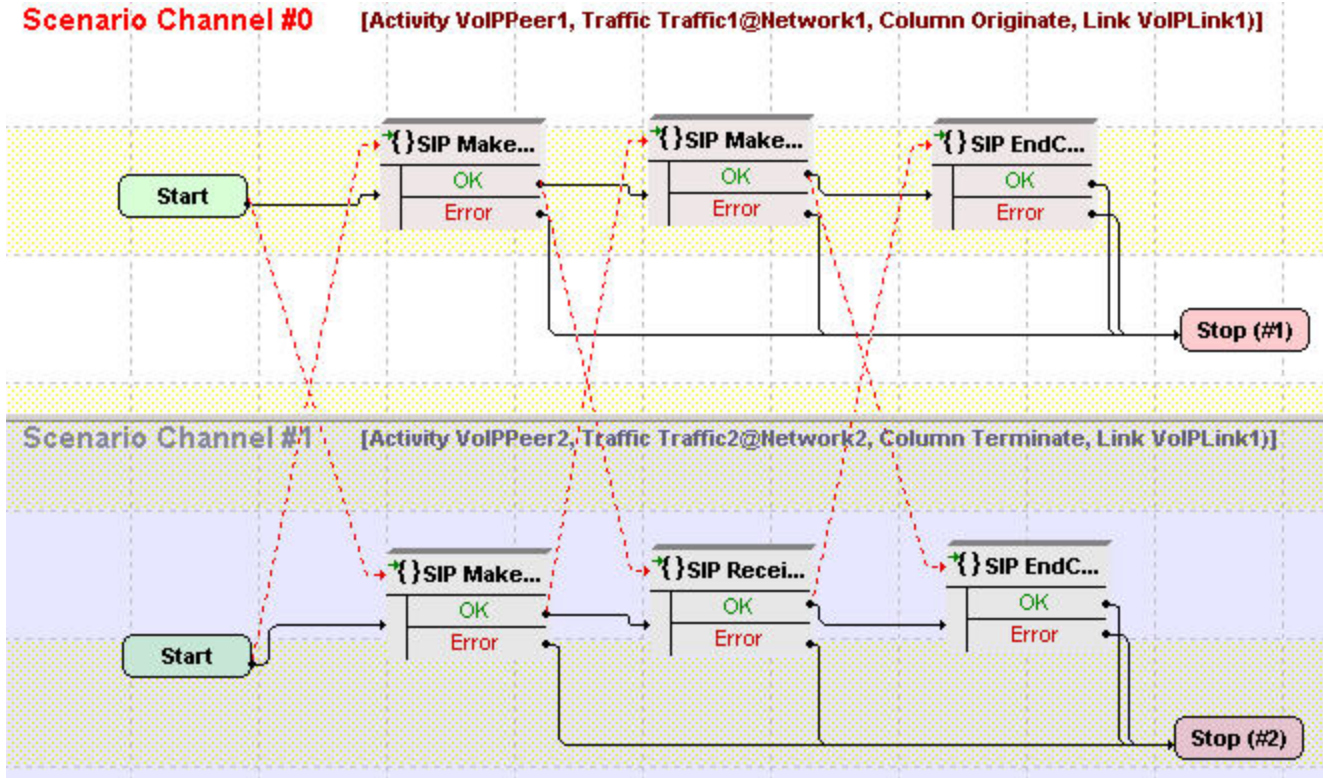 Scenario Channel #0 [Activity VoIPPeer1, Traffic Traffic1@Network1, Column Originate, Link VoIPLink1)]
{}SIP Make... {}SIP Make... {}SIP EndC...
Start OK OK OK
Error Error Error
Stop (#1)
Scenario Channel #1 [Activity VoIPPeer2, Traffic Traffic2@Network2, Column Terminate, Link VoIPLink1)]
{}SIP Make... {}SIP Recei... {}SIP EndC...
OK OK OK
Start Error Error Error
Stop (#2)